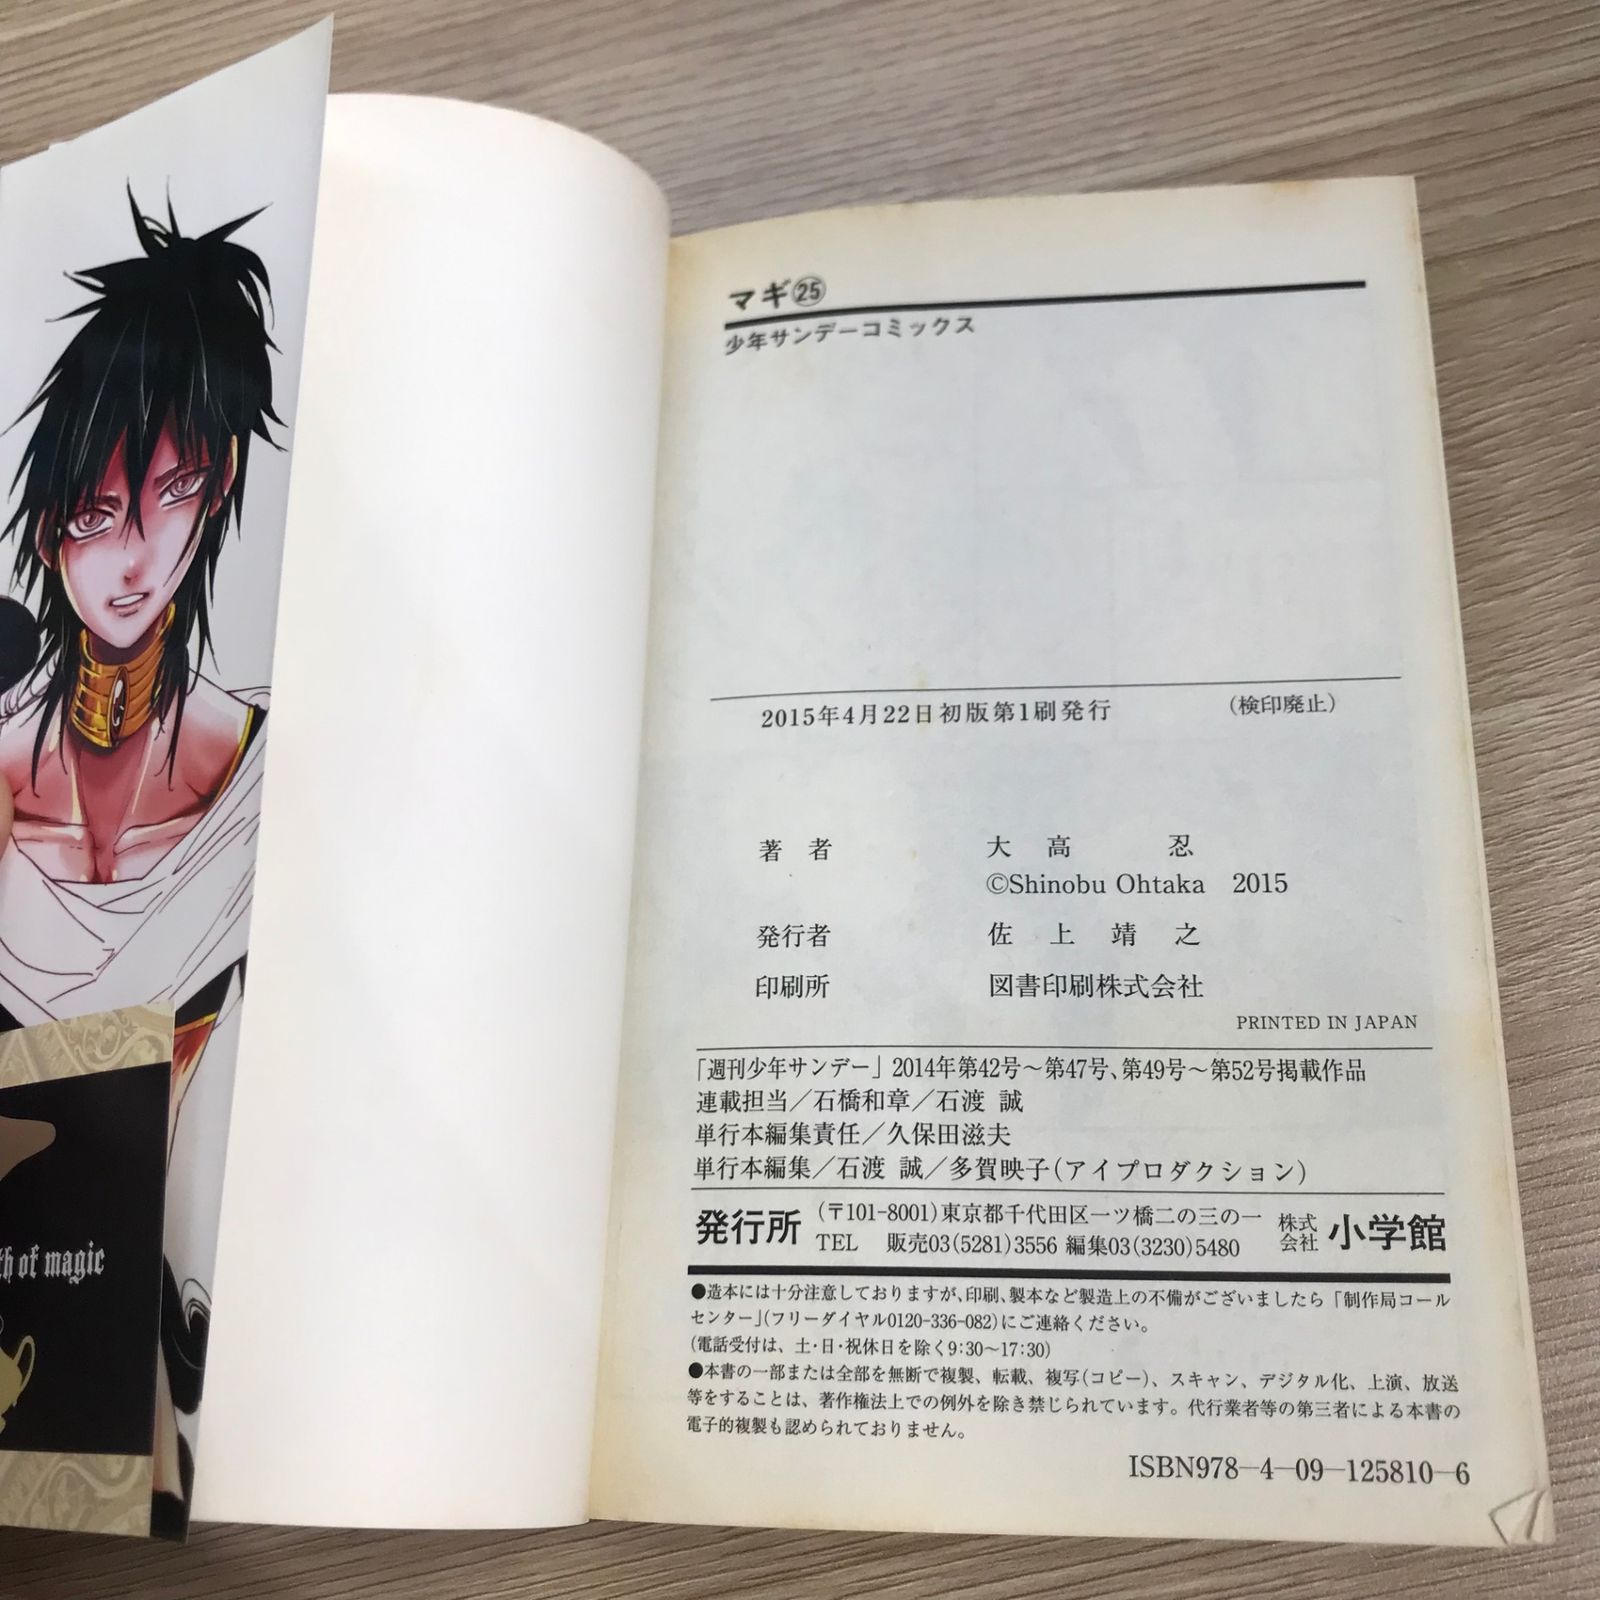 th of magic
マギ㉕
少年サンデーコミックス
2015年4月22日初版第1刷発行 (検印廃止)
著 者 大 高 忍
©Shinobu Ohtaka 2015
発行者 佐 上 靖 之
印刷所 図書印刷株式会社
PRINTED IN JAPAN
「週刊少年サンデー」2014年第42号～第47号、第49号～第52号掲載作品
連載担当／石橋和章／石渡 誠
単行本編集責任／久保田滋夫
単行本編集／石渡 誠／多賀映子(アイプロダクション)
発行所 (〒101-8001)東京都千代田区一ツ橋二の三の一 株式会社 小学館
TEL 販売03(5281)3556 編集03(3230)5480
●造本には十分注意しておりますが、印刷、製本など製造上の不備がございましたら「制作局コール
センター」(フリーダイヤル0120-336-082)にご連絡ください。
(電話受付は、土・日・祝休日を除く9:30～17:30)
●本書の一部または全部を無断で複製、転載、複写(コピー)、スキャン、デジタル化、上演、放送
等をすることは、著作権法上での例外を除き禁じられています。代行業者等の第三者による本書の
電子的複製も認められておりません。
ISBN978-4-09-125810-6